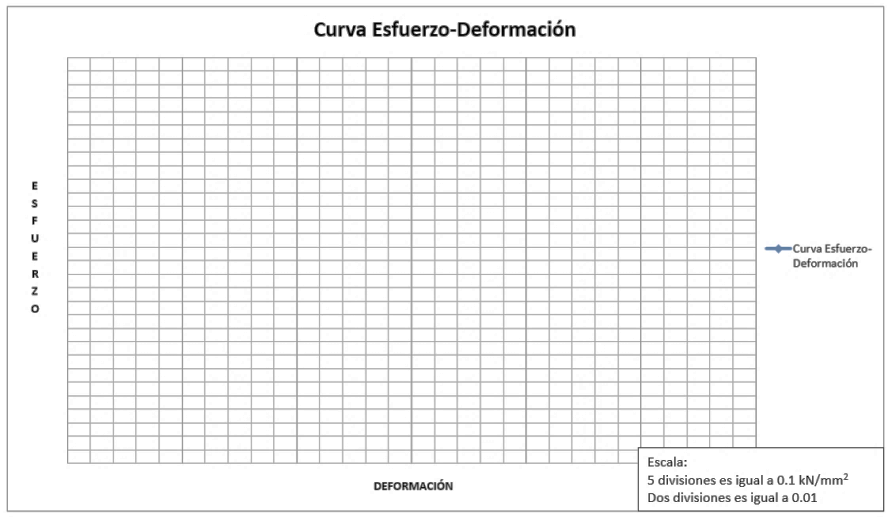 Curva Esfuerzo-Deformación
E
S
F
U
E
R
Z
O
Curva Esfuerzo-
Deformación
DEFORMACIÓN
Escala:
5 divisiones es igual a 0.1 kN/mm²
Dos divisiones es igual a 0.01